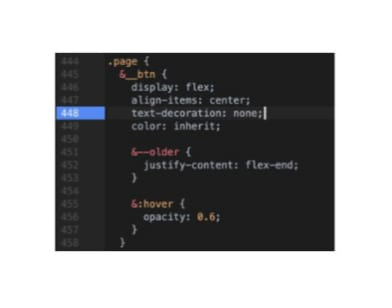 444 .page {
445 &__btn {
446 display: flex;
447 align-items: center;
448 text-decoration: none;
449 color: inherit;
450
451 &--older {
452 justify-content: flex-end;
453 }
454
455 &:hover {
456 opacity: 0.6;
457 }
458 }